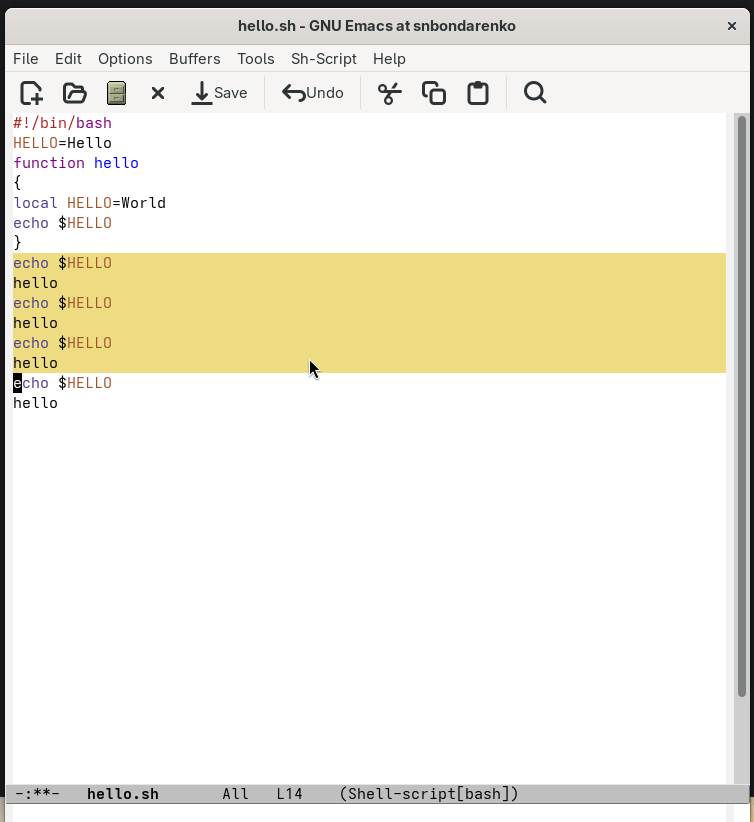 hello.sh - GNU Emacs at snbondarenko
File Edit Options Buffers Tools Sh-Script Help
Save Undo
#!/bin/bash
HELLO=Hello
function hello
{
local HELLO=World
echo $HELLO
}
echo $HELLO
hello
echo $HELLO
hello
echo $HELLO
hello
echo $HELLO
hello
-:**- hello.sh All L14 (Shell-script[bash])